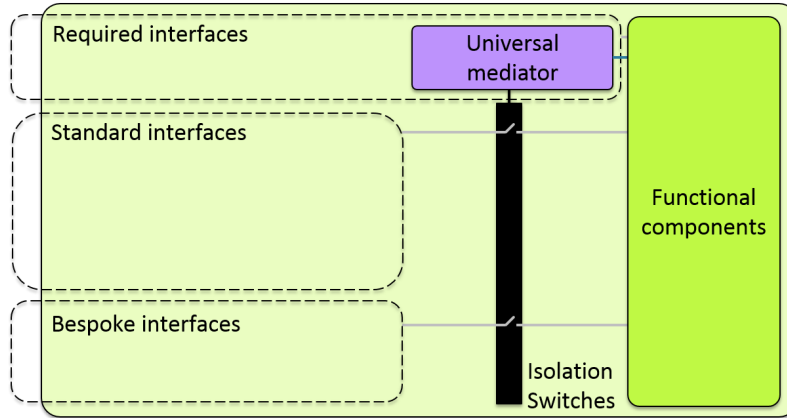 Required interfaces
Universal
mediator
Standard interfaces
Functional
components
Bespoke interfaces
Isolation
Switches